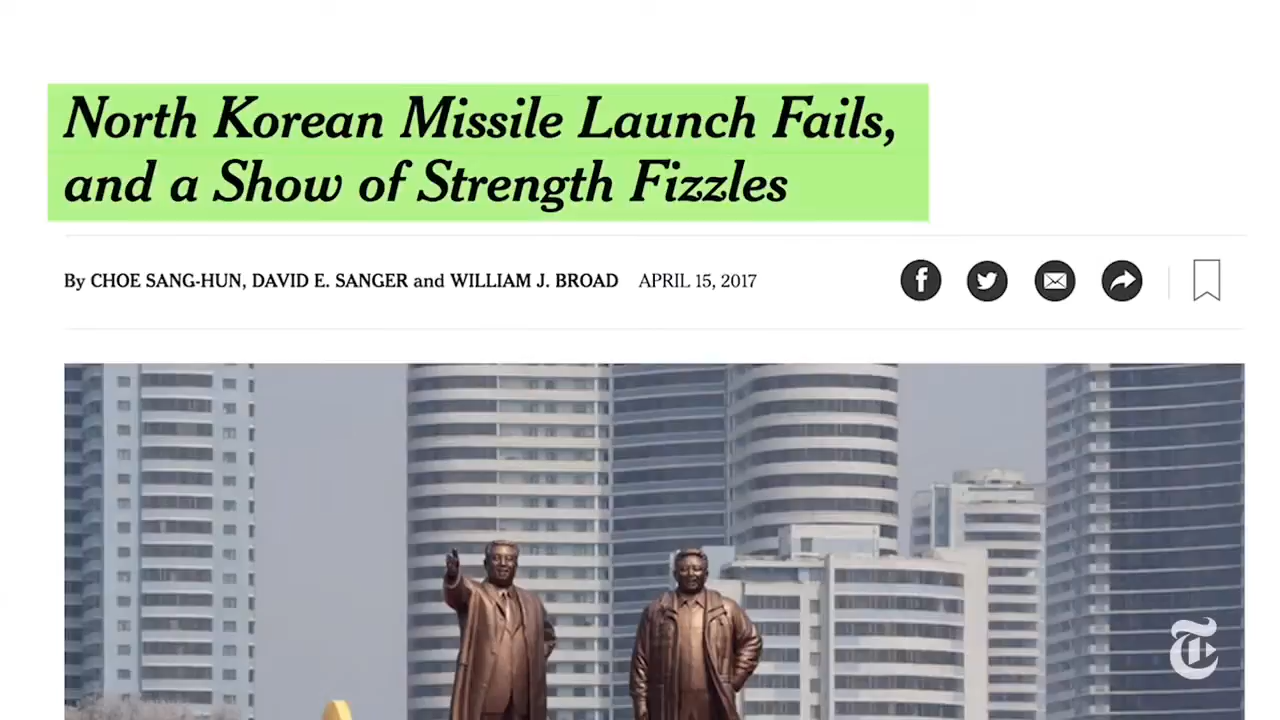 North Korean Missile Launch Fails,
and a Show of Strength Fizzles
By CHOE SANG-HUN, DAVID E. SANGER and WILLIAM J. BROAD APRIL 15, 2017